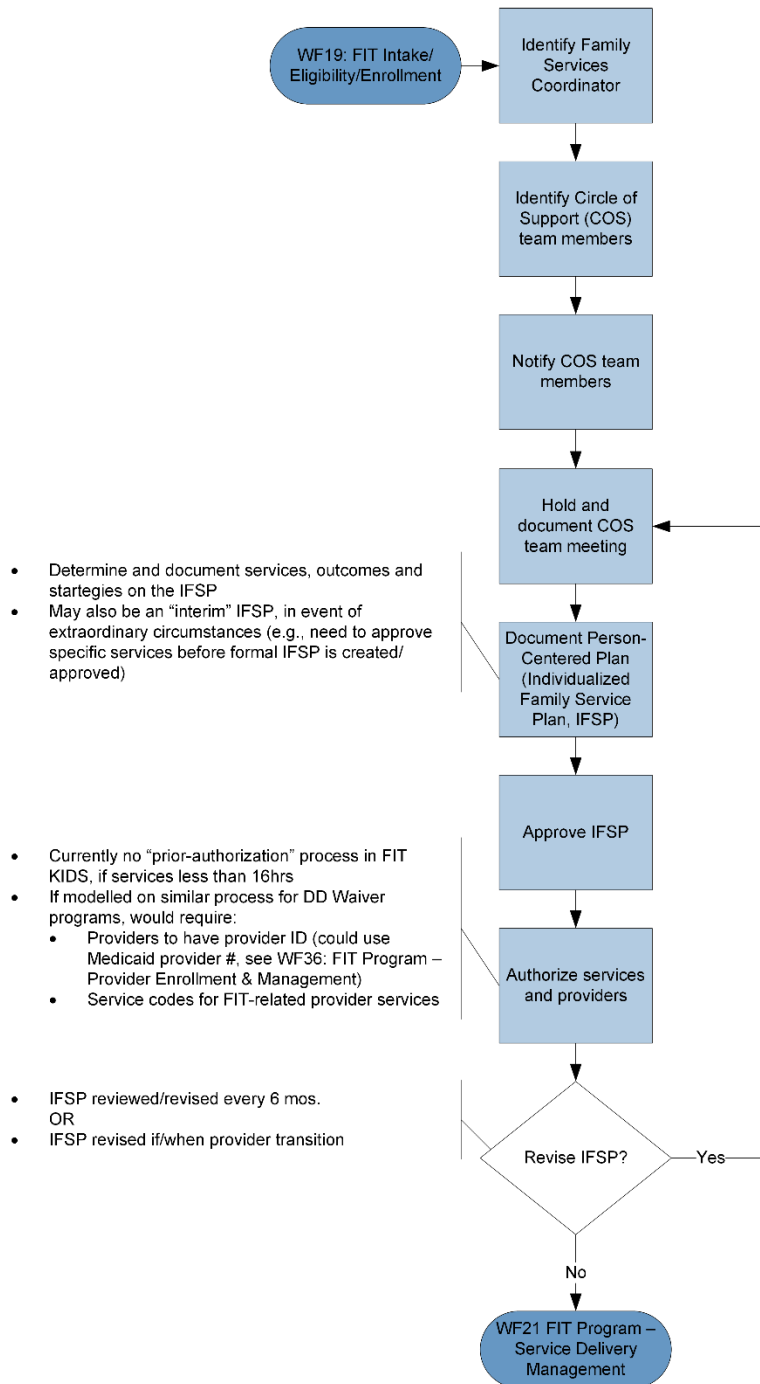 WF19: FIT Intake/
Eligibility/Enrollment
Identify Family
Services
Coordinator
Identify Circle of
Support (COS)
team members
Notify COS team
members
Hold and
document COS
team meeting
• Determine and document services, outcomes and
startegies on the IFSP
• May also be an “interim” IFSP, in event of
extraordinary circumstances (e.g., need to approve
specific services before formal IFSP is created/
approved)
Document Person-
Centered Plan
(Individualized
Family Service
Plan, IFSP)
Approve IFSP
• Currently no “prior-authorization” process in FIT
KIDS, if services less than 16hrs
• If modelled on similar process for DD Waiver
programs, would require:
• Providers to have provider ID (could use
Medicaid provider #, see WF36: FIT Program –
Provider Enrollment & Management)
• Service codes for FIT-related provider services
Authorize services
and providers
• IFSP reviewed/revised every 6 mos.
OR
• IFSP revised if/when provider transition
Revise IFSP?
Yes
No
WF21 FIT Program –
Service Delivery
Management